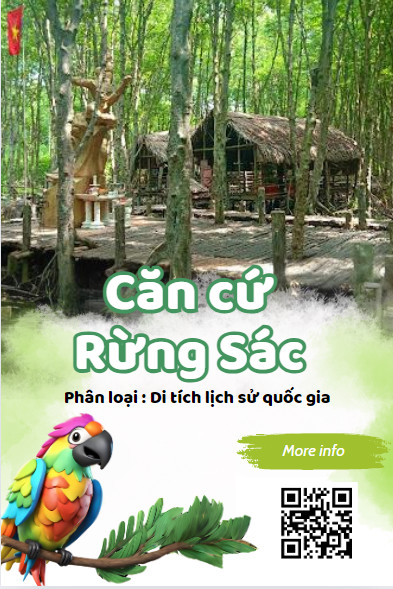 Căn cứ
Rừng Sác
Phân loại : Di tích lịch sử quốc gia
More info